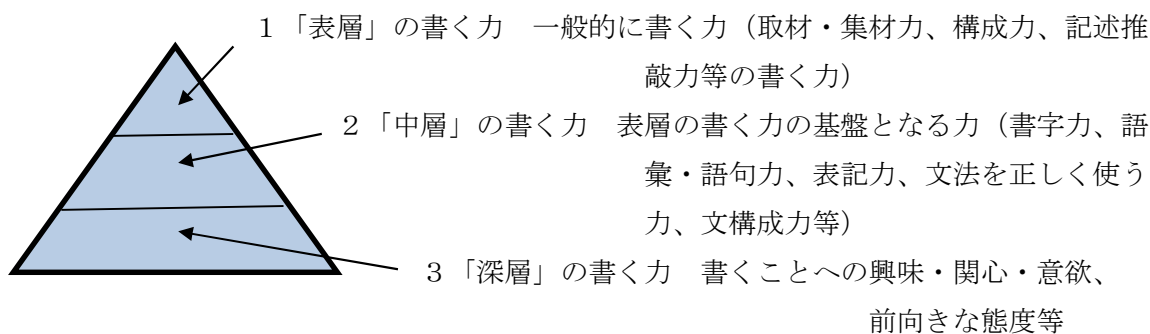 １「表層」の書く力　一般的に書く力（取材・集材力、構成力、記述推
敲力等の書く力）
２「中層」の書く力　表層の書く力の基盤となる力（書字力、語
彙・語句力、表記力、文法を正しく使う
力、文構成力等）
３「深層」の書く力　書くことへの興味・関心・意欲、
前向きな態度等